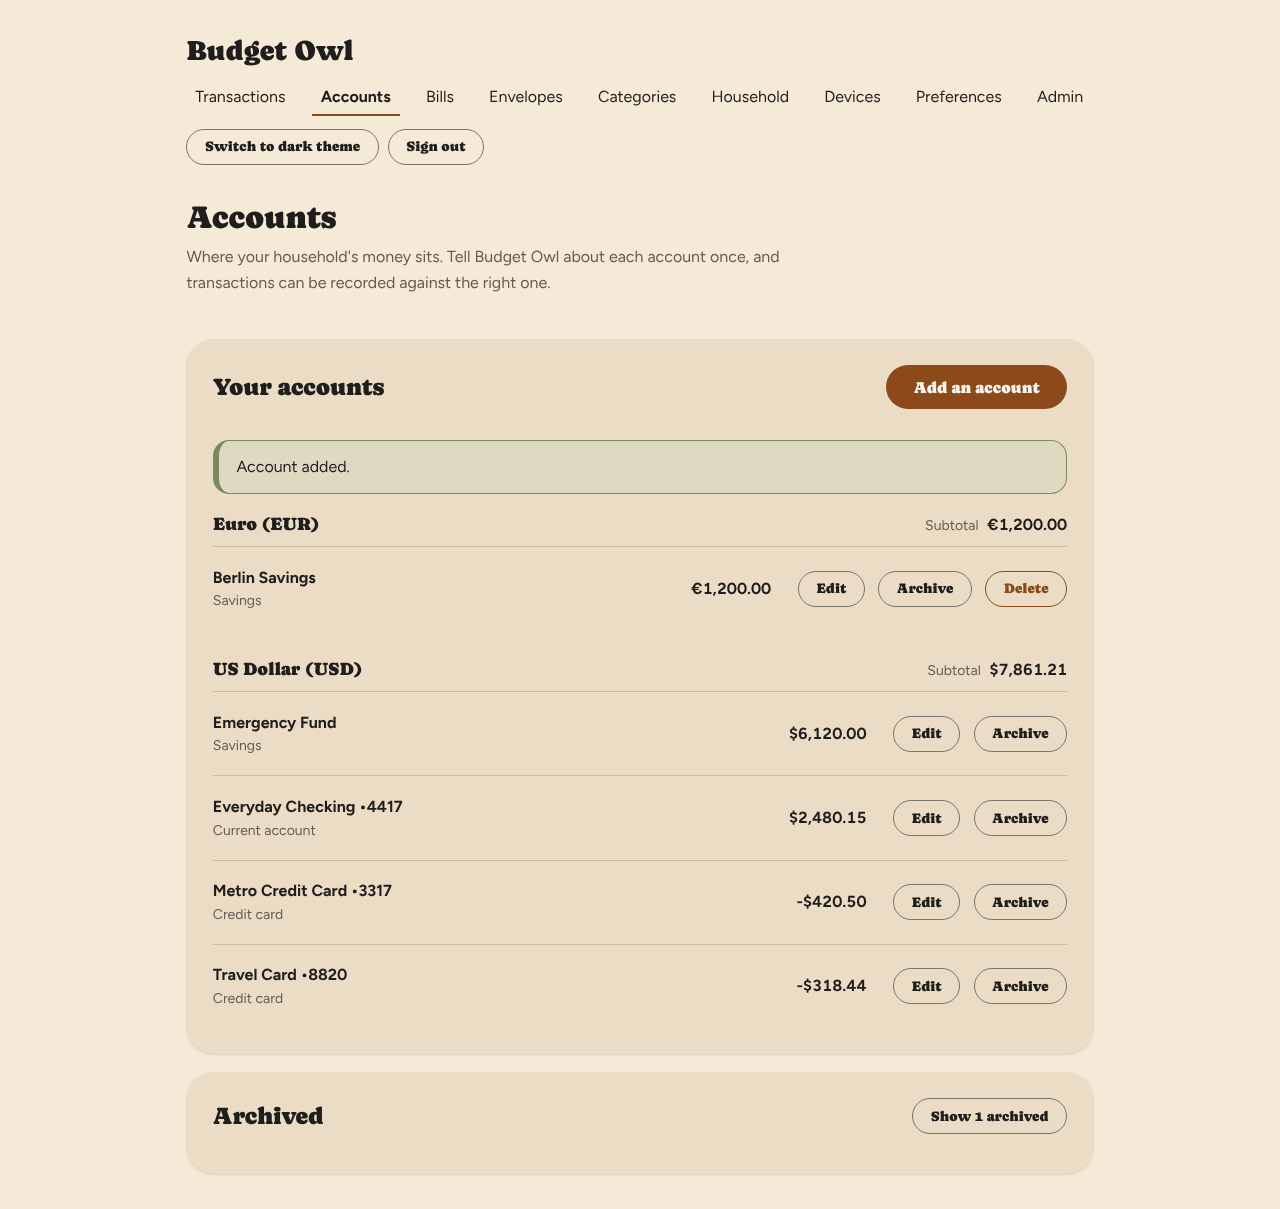 Budget Owl
Transactions Accounts Bills Envelopes Categories Household Devices Preferences Admin
Switch to dark theme Sign out
Accounts
Where your household's money sits. Tell Budget Owl about each account once, and
transactions can be recorded against the right one.
Your accounts Add an account
Account added.
Euro (EUR) Subtotal €1,200.00
Berlin Savings
Savings
€1,200.00 Edit Archive Delete
US Dollar (USD) Subtotal $7,861.21
Emergency Fund
Savings
$6,120.00 Edit Archive
Everyday Checking •4417
Current account
$2,480.15 Edit Archive
Metro Credit Card •3317
Credit card
-$420.50 Edit Archive
Travel Card •8820
Credit card
-$318.44 Edit Archive
Archived Show 1 archived